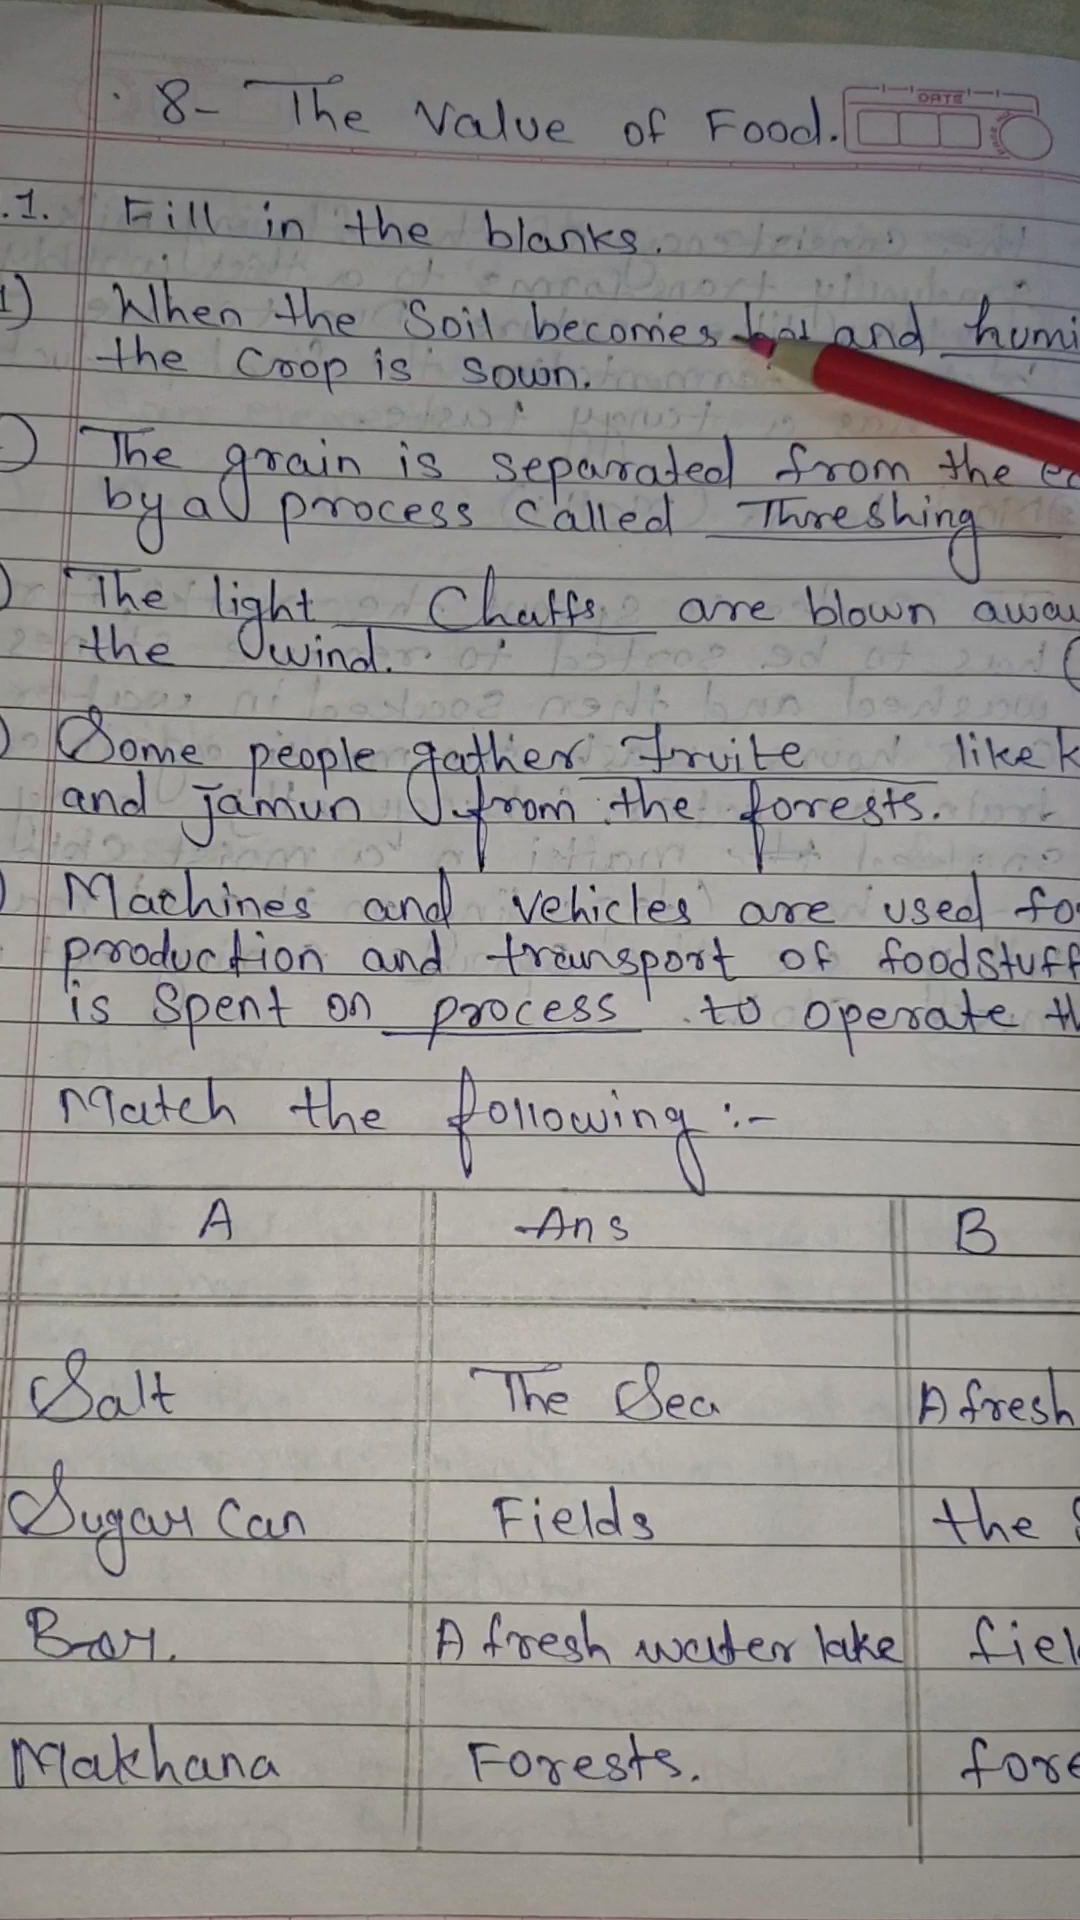 8- The Value of Food.
DATE
.1. Fill in the blanks.
1) When the Soil becomes hot and humi
the Crop is sown.
The grain is separated from the
by a process called Threshing
The light Chaffs are blown awa
the wind.
Some people gather fruite like k
and jamun from the forests.
Machines and vehicles are used fo
production and transport of foodstuff
is spent on process to operate th
Match the following :-
A Ans B
Salt The Sea A fresh
Sugar Can Fields the
Bor. A fresh water lake fiel
Makhana Forests. fore